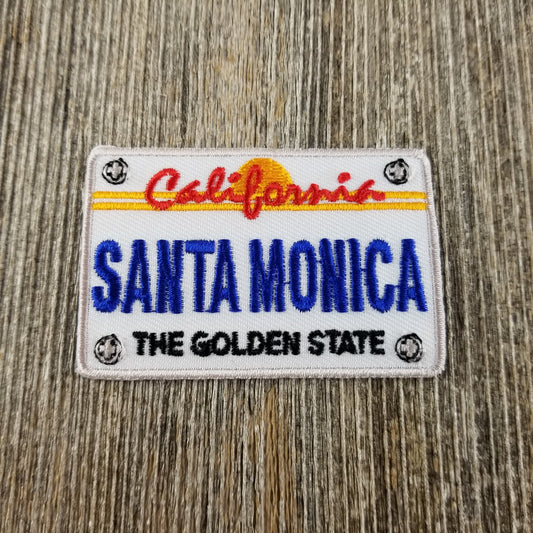 California
SANTA MONICA
THE GOLDEN STATE